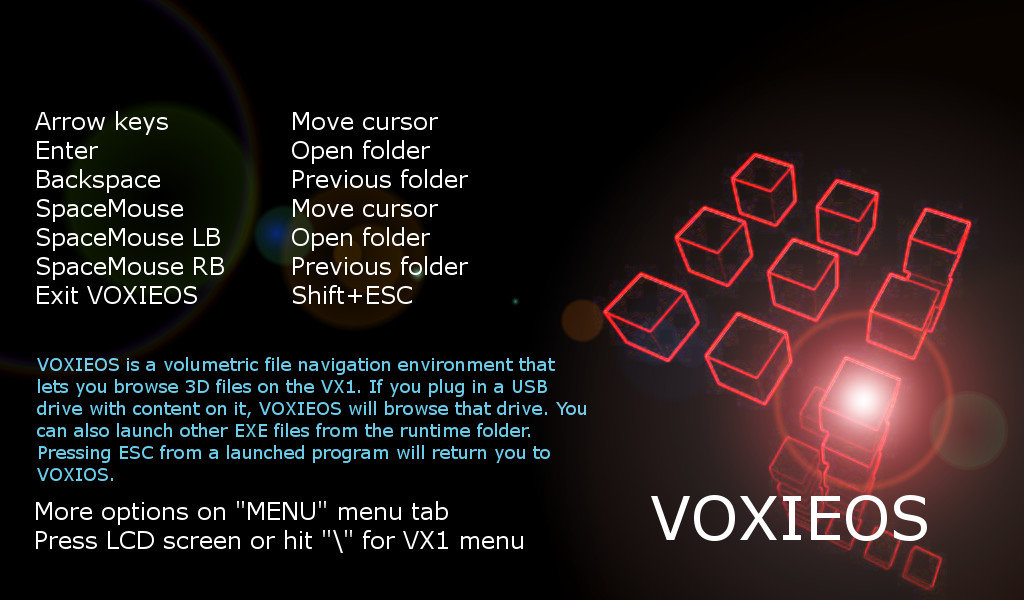 Arrow keys Move cursor
Enter Open folder
Backspace Previous folder
SpaceMouse Move cursor
SpaceMouse LB Open folder
SpaceMouse RB Previous folder
Exit VOXIEOS Shift+ESC
VOXIEOS is a volumetric file navigation environment that
lets you browse 3D files on the VX1. If you plug in a USB
drive with content on it, VOXIEOS will browse that drive. You
can also launch other EXE files from the runtime folder.
Pressing ESC from a launched program will return you to
VOXIOS.
More options on "MENU" menu tab
Press LCD screen or hit "\" for VX1 menu
VOXIEOS